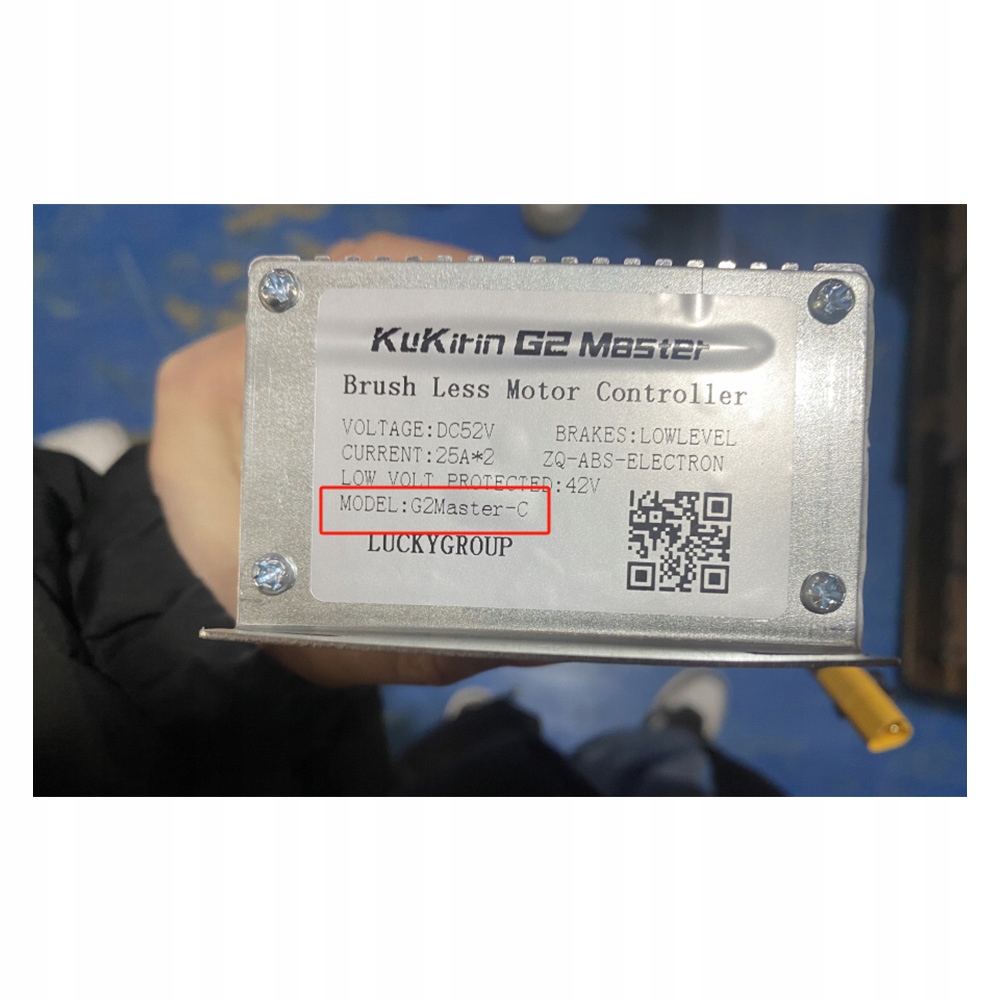 KuKirin G2 Master
Brush Less Motor Controller
VOLTAGE:DC52V BRAKES:LOWLEVEL
CURRENT:25A*2 ZQ-ABS-ELECTRON
LOW VOLT PROTECTED:42V
MODEL:G2Master-C
LUCKYGROUP